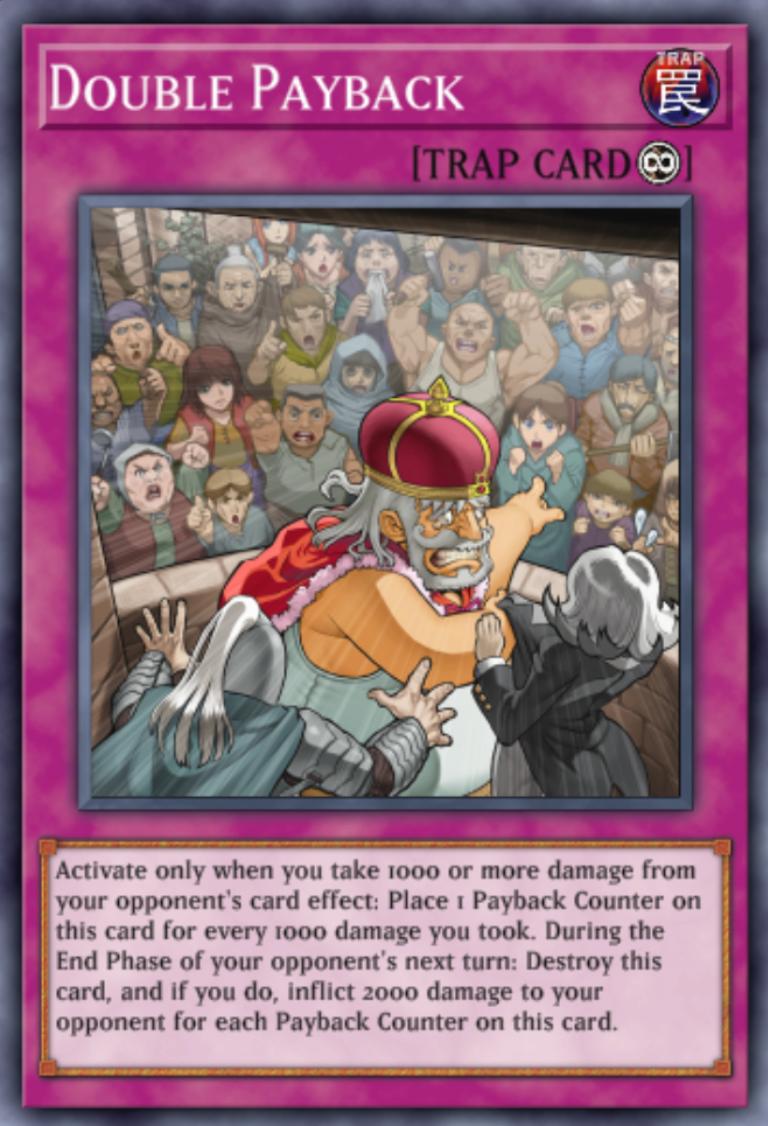 DOUBLE PAYBACK
TRAP
罠
[TRAP CARD]
Activate only when you take 1000 or more damage from
your opponent's card effect: Place 1 Payback Counter on
this card for every 1000 damage you took. During the
End Phase of your opponent's next turn: Destroy this
card, and if you do, inflict 2000 damage to your
opponent for each Payback Counter on this card.